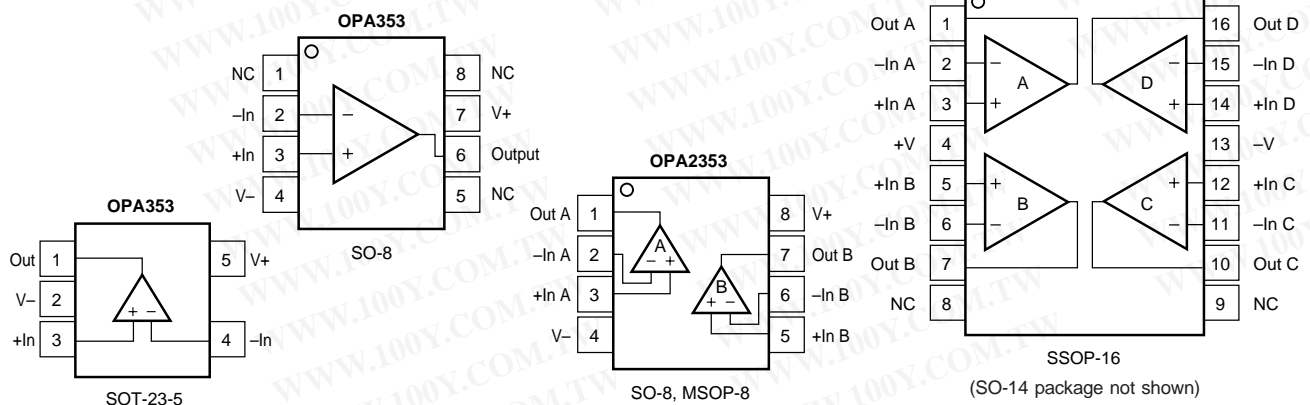 OPA353
NC 1 8 NC
–In 2 7 V+
+In 3 6 Output
V– 4 5 NC
− +
SO-8
OPA353
Out 1 5 V+
V– 2
+In 3 4 –In
+ −
SOT-23-5
OPA2353
Out A 1 8 V+
–In A 2 7 Out B
+In A 3 6 –In B
V– 4 5 +In B
A
− +
B
+ −
SO-8, MSOP-8
Out A 1 16 Out D
–In A 2 − A D − 15 –In D
+In A 3 + + 14 +In D
+V 4 13 –V
+In B 5 + + 12 +In C
B C
–In B 6 − − 11 –In C
Out B 7 10 Out C
NC 8 9 NC
SSOP-16
(SO-14 package not shown)
WWW.100Y.COM.TW